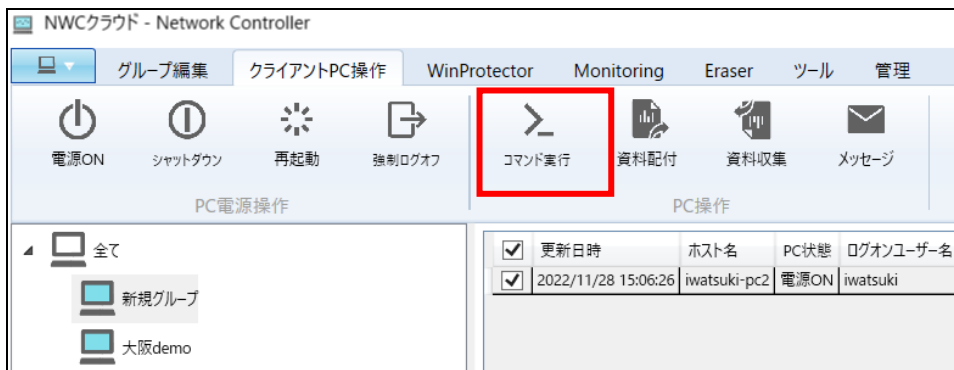 NWCクラウド - Network Controller
グループ編集 クライアントPC操作 WinProtector Monitoring Eraser ツール 管理
電源ON シャットダウン 再起動 強制ログオフ コマンド実行 資料配付 資料収集 メッセージ
PC電源操作 PC操作
全て
更新日時 ホスト名 PC状態 ログオンユーザー名
新規グループ
2022/11/28 15:06:26 iwatsuki-pc2 電源ON iwatsuki
大阪demo